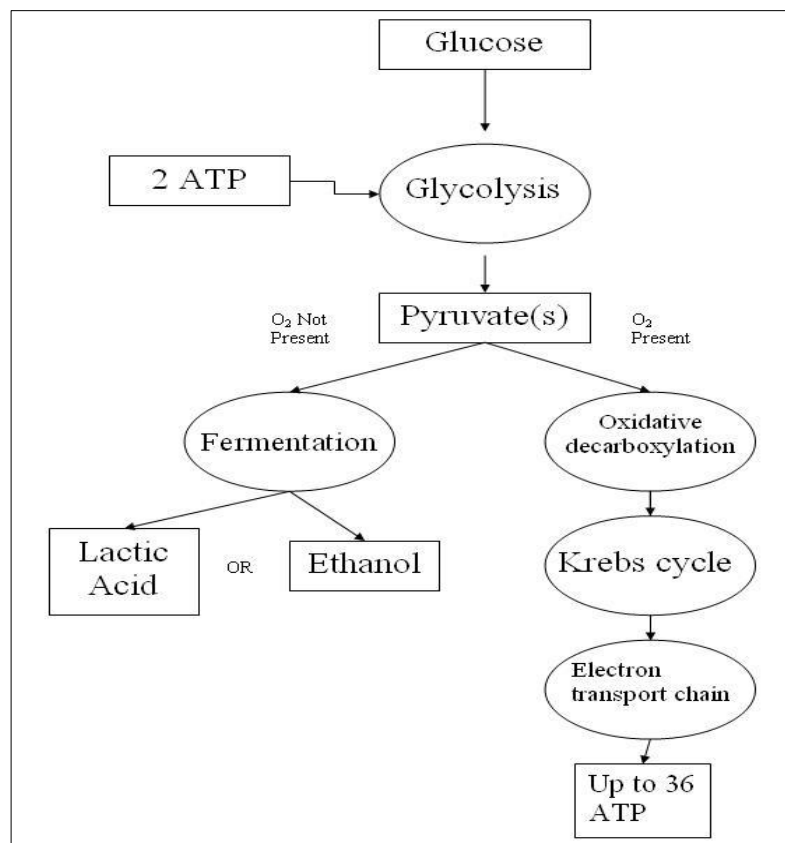 Glucose
2 ATP
Glycolysis
Pyruvate(s)
O₂ Not
Present
O₂
Present
Fermentation
Oxidative
decarboxylation
Lactic
Acid
OR
Ethanol
Krebs cycle
Electron
transport chain
Up to 36
ATP